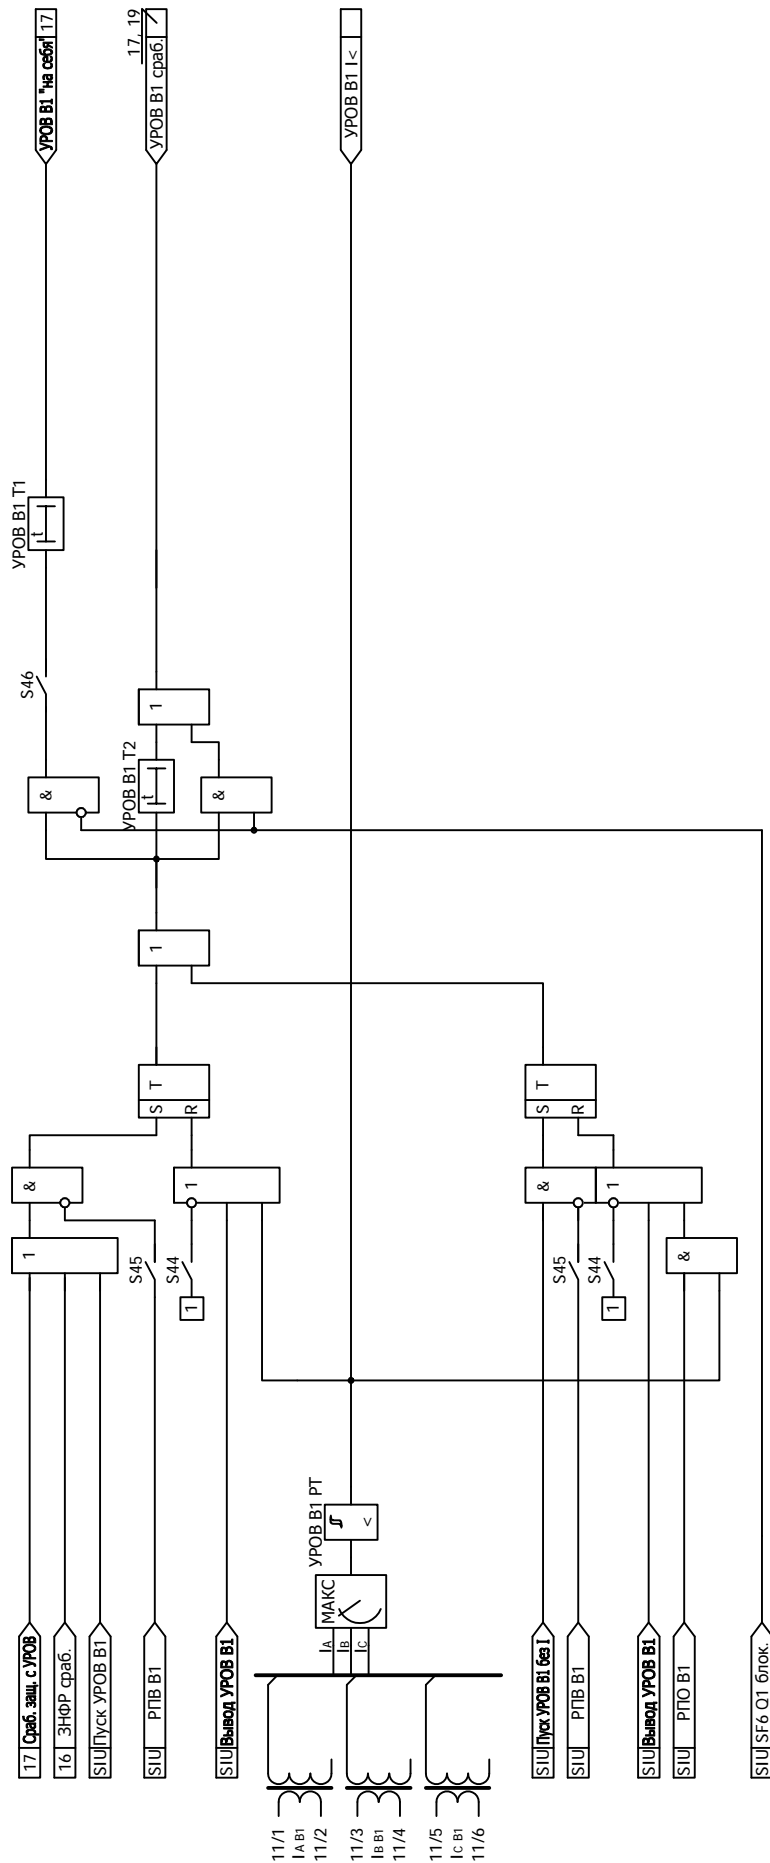 17 Сраб. защ. с УРОВ
16 ЗНФР сраб.
SIU Пуск УРОВ В1
SIU РПВ В1
SIU Вывод УРОВ В1
11/1
IA В1
11/2
11/3
IB В1
11/4
11/5
IC В1
11/6
SIU Пуск УРОВ В1 без I
SIU РПВ В1
SIU Вывод УРОВ В1
SIU РПО В1
SIU SF6 Q1 блок.
IA
IB
IC
МАКС
УРОВ В1 РТ
<
1
S45
S44
1
S45
S44
1
&
&
1
&
1
S
R
T
S
R
T
1
&
УРОВ В1 Т2
t
&
1
S46
УРОВ В1 Т1
t
УРОВ В1 "на себя" 17
УРОВ В1 сраб.
17, 19
УРОВ В1 I<